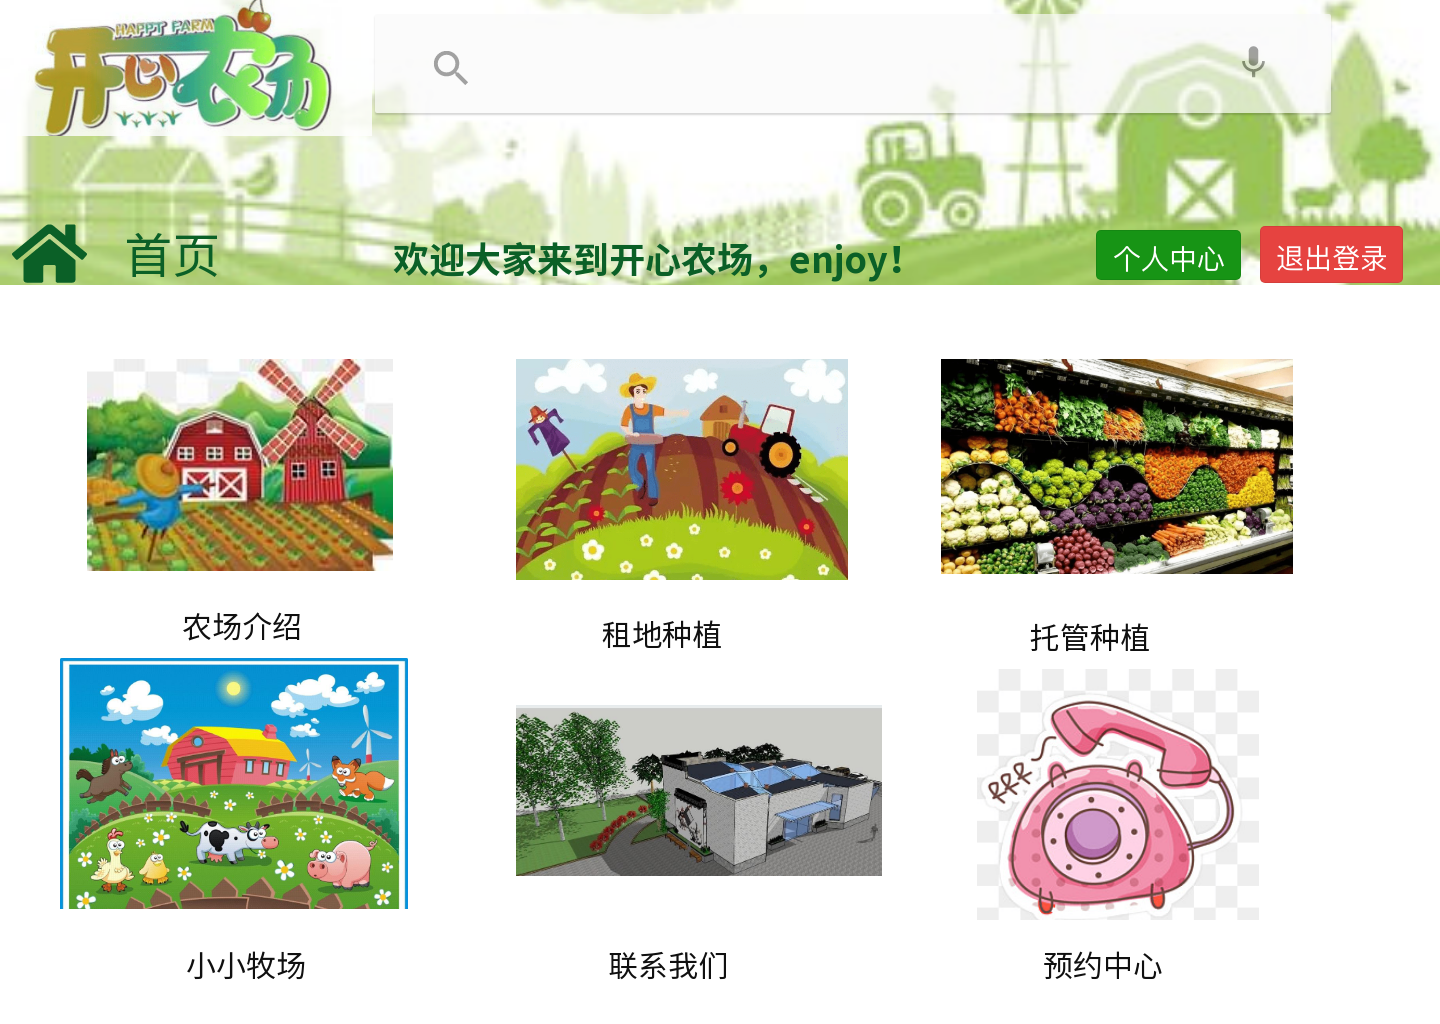 HAPPY FARM
开心农场
首页
欢迎大家来到开心农场，enjoy！
个人中心
退出登录
农场介绍
租地种植
托管种植
小小牧场
联系我们
预约中心